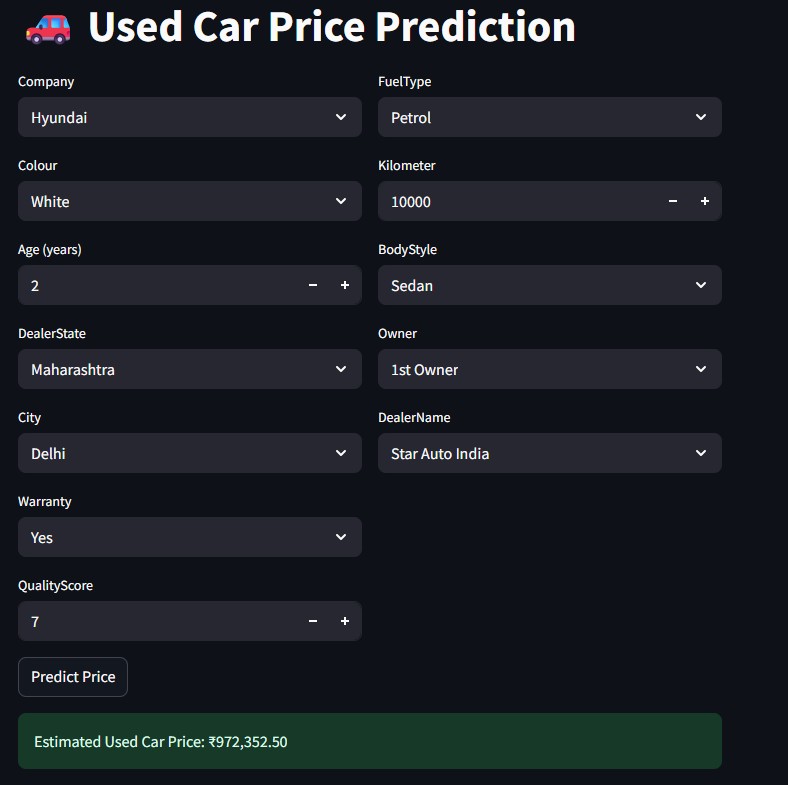 Used Car Price Prediction
Company
Hyundai
FuelType
Petrol
Colour
White
Kilometer
10000
Age (years)
2
BodyStyle
Sedan
DealerState
Maharashtra
Owner
1st Owner
City
Delhi
DealerName
Star Auto India
Warranty
Yes
QualityScore
7
Predict Price
Estimated Used Car Price: ₹972,352.50